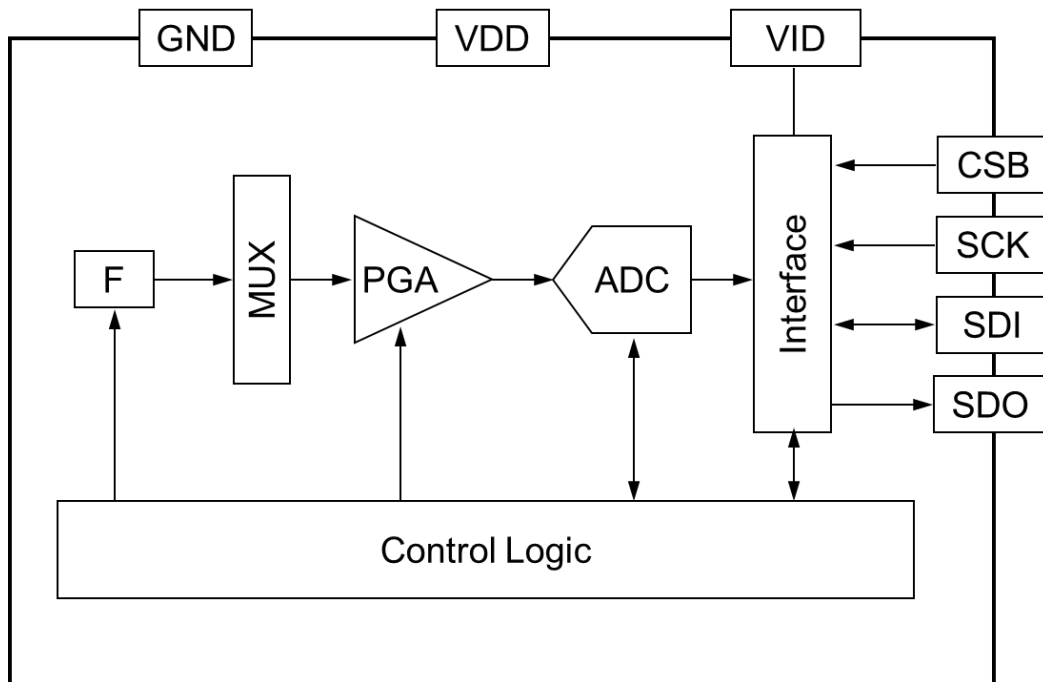 GND
VDD
VID
CSB
SCK
SDI
SDO
F
MUX
PGA
ADC
Interface
Control Logic